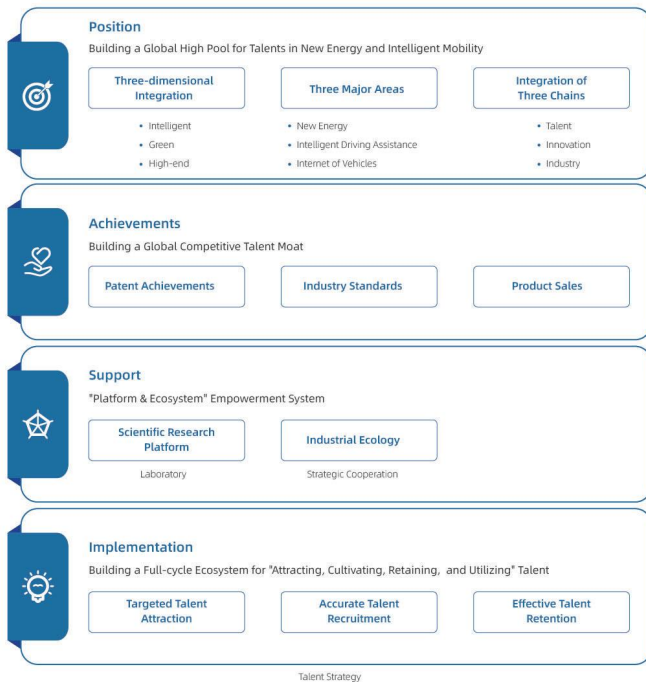 Position
Building a Global High Pool for Talents in New Energy and Intelligent Mobility
Three-dimensional
Integration
• Intelligent
• Green
• High-end
Three Major Areas
• New Energy
• Intelligent Driving Assistance
• Internet of Vehicles
Integration of
Three Chains
• Talent
• Innovation
• Industry
Achievements
Building a Global Competitive Talent Moat
Patent Achievements
Industry Standards
Product Sales
Support
"Platform & Ecosystem" Empowerment System
Scientific Research
Platform
Laboratory
Industrial Ecology
Strategic Cooperation
Implementation
Building a Full-cycle Ecosystem for "Attracting, Cultivating, Retaining, and Utilizing" Talent
Targeted Talent
Attraction
Accurate Talent
Recruitment
Effective Talent
Retention
Talent Strategy